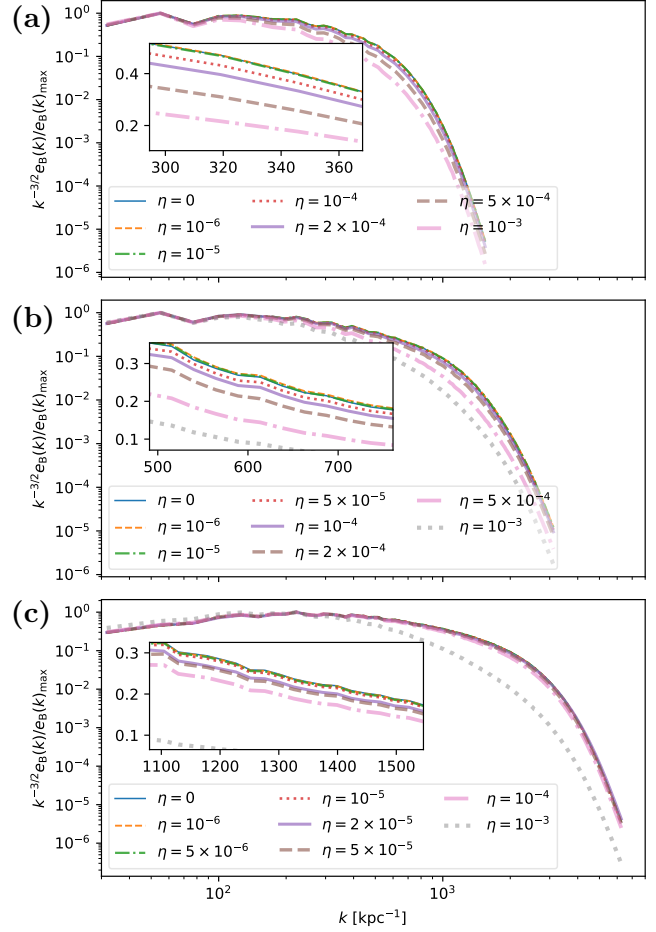 (a)
k^{-3/2}e_B(k)/e_B(k)_max
10^0
10^{-1}
10^{-2}
10^{-3}
10^{-4}
10^{-5}
10^{-6}
0.4
0.2
300 320 340 360
η = 0
η = 10^{-6}
η = 10^{-5}
η = 10^{-4}
η = 2 × 10^{-4}
η = 5 × 10^{-4}
η = 10^{-3}
(b)
k^{-3/2}e_B(k)/e_B(k)_max
10^0
10^{-1}
10^{-2}
10^{-3}
10^{-4}
10^{-5}
10^{-6}
0.3
0.2
0.1
500 600 700
η = 0
η = 10^{-6}
η = 10^{-5}
η = 5 × 10^{-5}
η = 10^{-4}
η = 2 × 10^{-4}
η = 5 × 10^{-4}
η = 10^{-3}
(c)
k^{-3/2}e_B(k)/e_B(k)_max
10^0
10^{-1}
10^{-2}
10^{-3}
10^{-4}
10^{-5}
10^{-6}
0.3
0.2
0.1
1100 1200 1300 1400 1500
η = 0
η = 10^{-6}
η = 5 × 10^{-6}
η = 10^{-5}
η = 2 × 10^{-5}
η = 5 × 10^{-5}
η = 10^{-4}
η = 10^{-3}
10^2 10^3
k [kpc^{-1}]